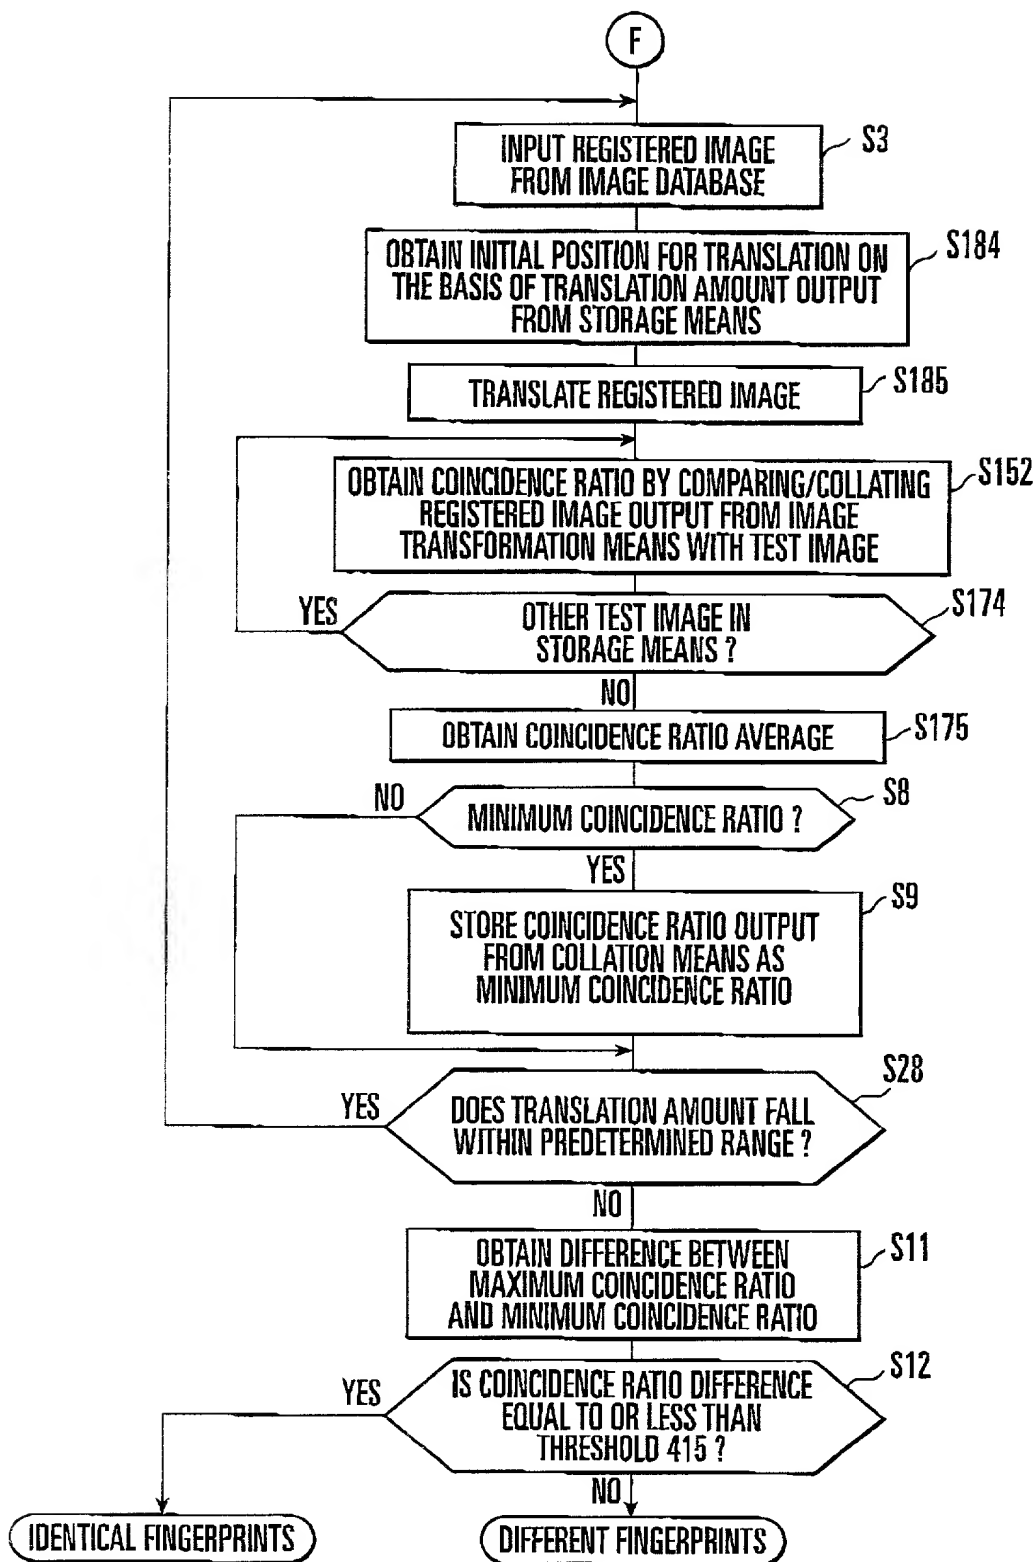 F
INPUT REGISTERED IMAGE
FROM IMAGE DATABASE
S3
OBTAIN INITIAL POSITION FOR TRANSLATION ON
THE BASIS OF TRANSLATION AMOUNT OUTPUT
FROM STORAGE MEANS
S184
TRANSLATE REGISTERED IMAGE
S185
OBTAIN COINCIDENCE RATIO BY COMPARING/COLLATING
REGISTERED IMAGE OUTPUT FROM IMAGE
TRANSFORMATION MEANS WITH TEST IMAGE
S152
YES
OTHER TEST IMAGE IN
STORAGE MEANS ?
S174
NO
OBTAIN COINCIDENCE RATIO AVERAGE
S175
NO
MINIMUM COINCIDENCE RATIO ?
S8
YES
STORE COINCIDENCE RATIO OUTPUT
FROM COLLATION MEANS AS
MINIMUM COINCIDENCE RATIO
S9
YES
DOES TRANSLATION AMOUNT FALL
WITHIN PREDETERMINED RANGE ?
S28
NO
OBTAIN DIFFERENCE BETWEEN
MAXIMUM COINCIDENCE RATIO
AND MINIMUM COINCIDENCE RATIO
S11
YES
IS COINCIDENCE RATIO DIFFERENCE
EQUAL TO OR LESS THAN
THRESHOLD 415 ?
S12
NO
IDENTICAL FINGERPRINTS
DIFFERENT FINGERPRINTS